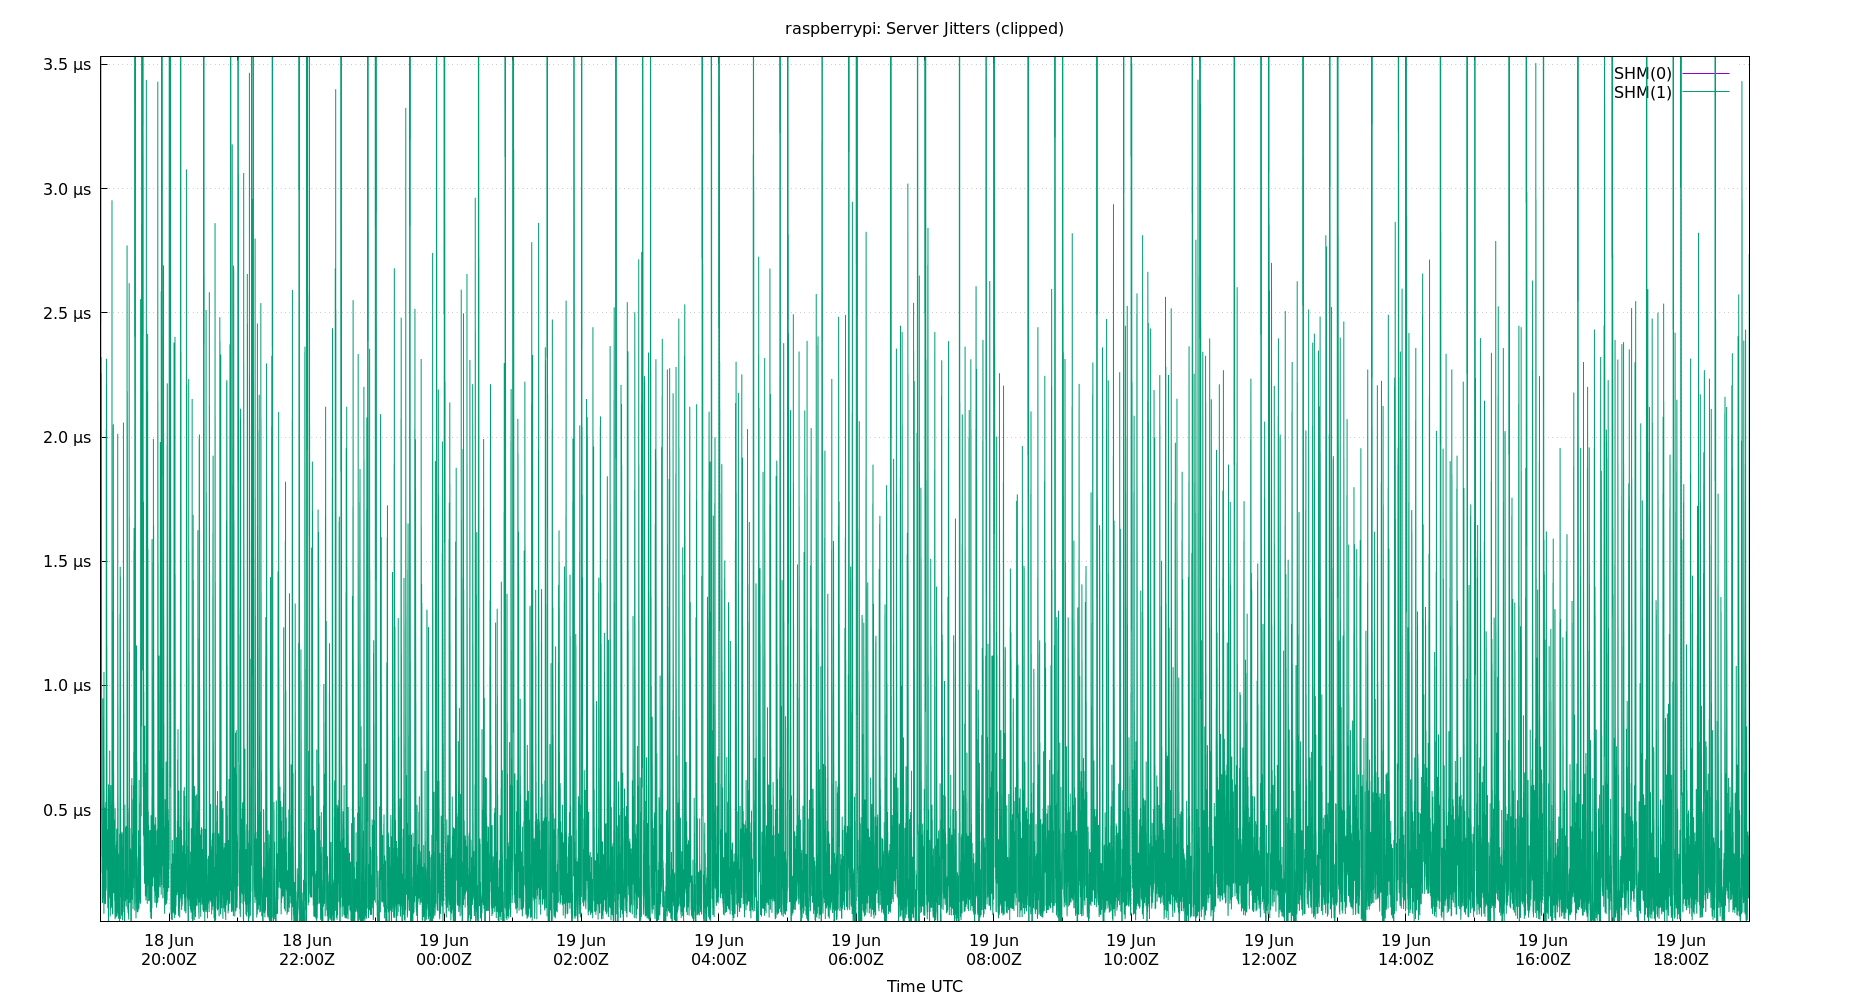 raspberrypi: Server Jitters (clipped)
3.5 μs
3.0 μs
2.5 μs
2.0 μs
1.5 μs
1.0 μs
0.5 μs
SHM(0)
SHM(1)
18 Jun 18 Jun 19 Jun 19 Jun 19 Jun 19 Jun 19 Jun 19 Jun 19 Jun 19 Jun 19 Jun 19 Jun
20:00Z 22:00Z 00:00Z 02:00Z 04:00Z 06:00Z 08:00Z 10:00Z 12:00Z 14:00Z 16:00Z 18:00Z
Time UTC